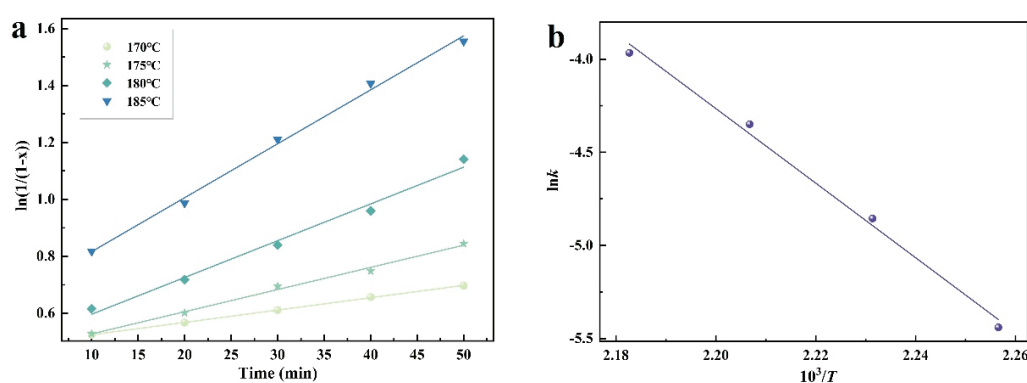 a
170°C
175°C
180°C
185°C
1.6
1.4
1.2
1.0
0.8
0.6
ln(1/(1-x))
10 15 20 25 30 35 40 45 50
Time (min)
b
-4.0
-4.5
-5.0
-5.5
lnk
2.18 2.20 2.22 2.24 2.26
10³/T